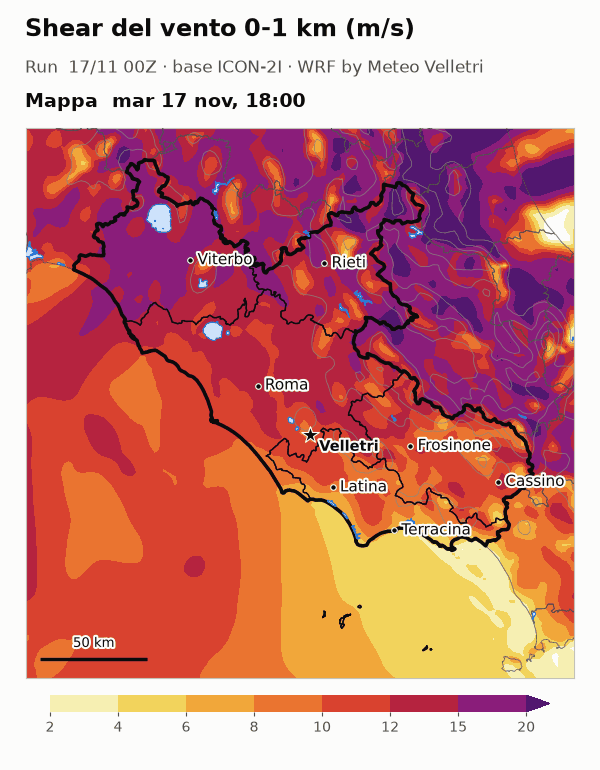 Shear del vento 0-1 km (m/s)
Run 17/11 00Z · base ICON-2I · WRF by Meteo Velletri
Mappa mar 17 nov, 18:00
Viterbo
Rieti
Roma
Velletri
Frosinone
Cassino
Latina
Terracina
50 km
2 4 6 8 10 12 15 20